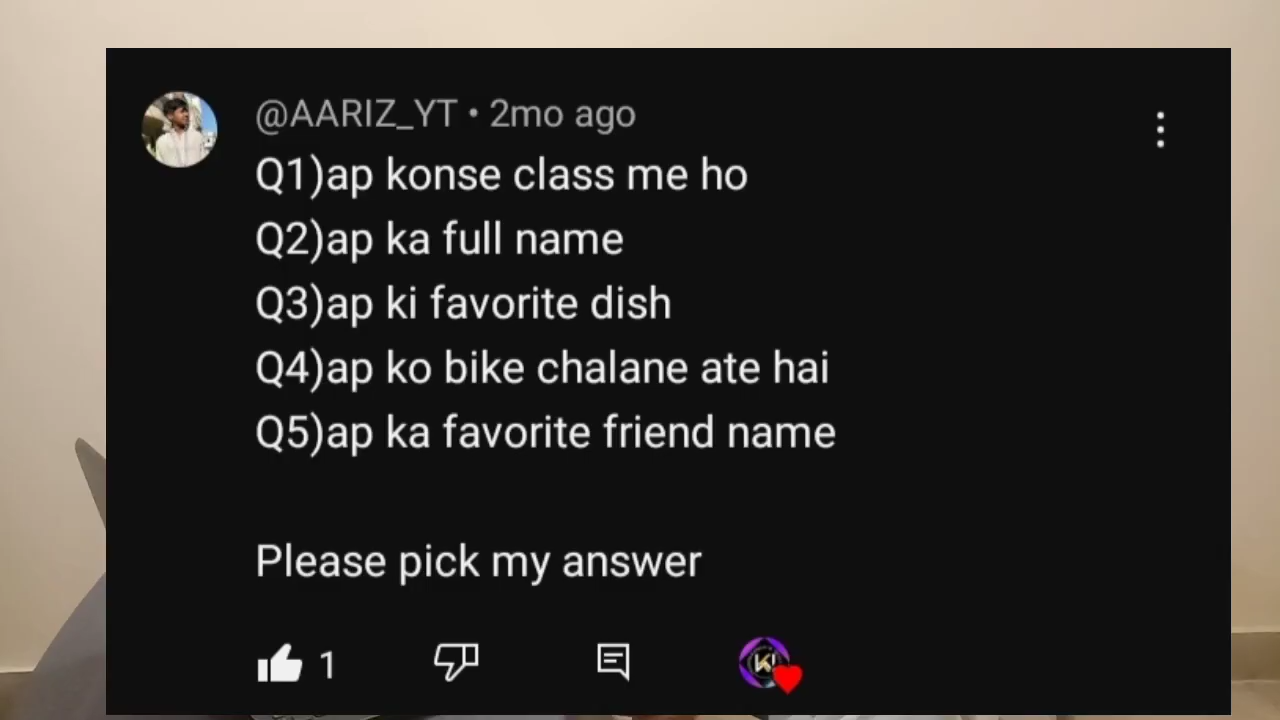 @AARIZ_YT • 2mo ago
Q1)ap konse class me ho
Q2)ap ka full name
Q3)ap ki favorite dish
Q4)ap ko bike chalane ate hai
Q5)ap ka favorite friend name
Please pick my answer
1